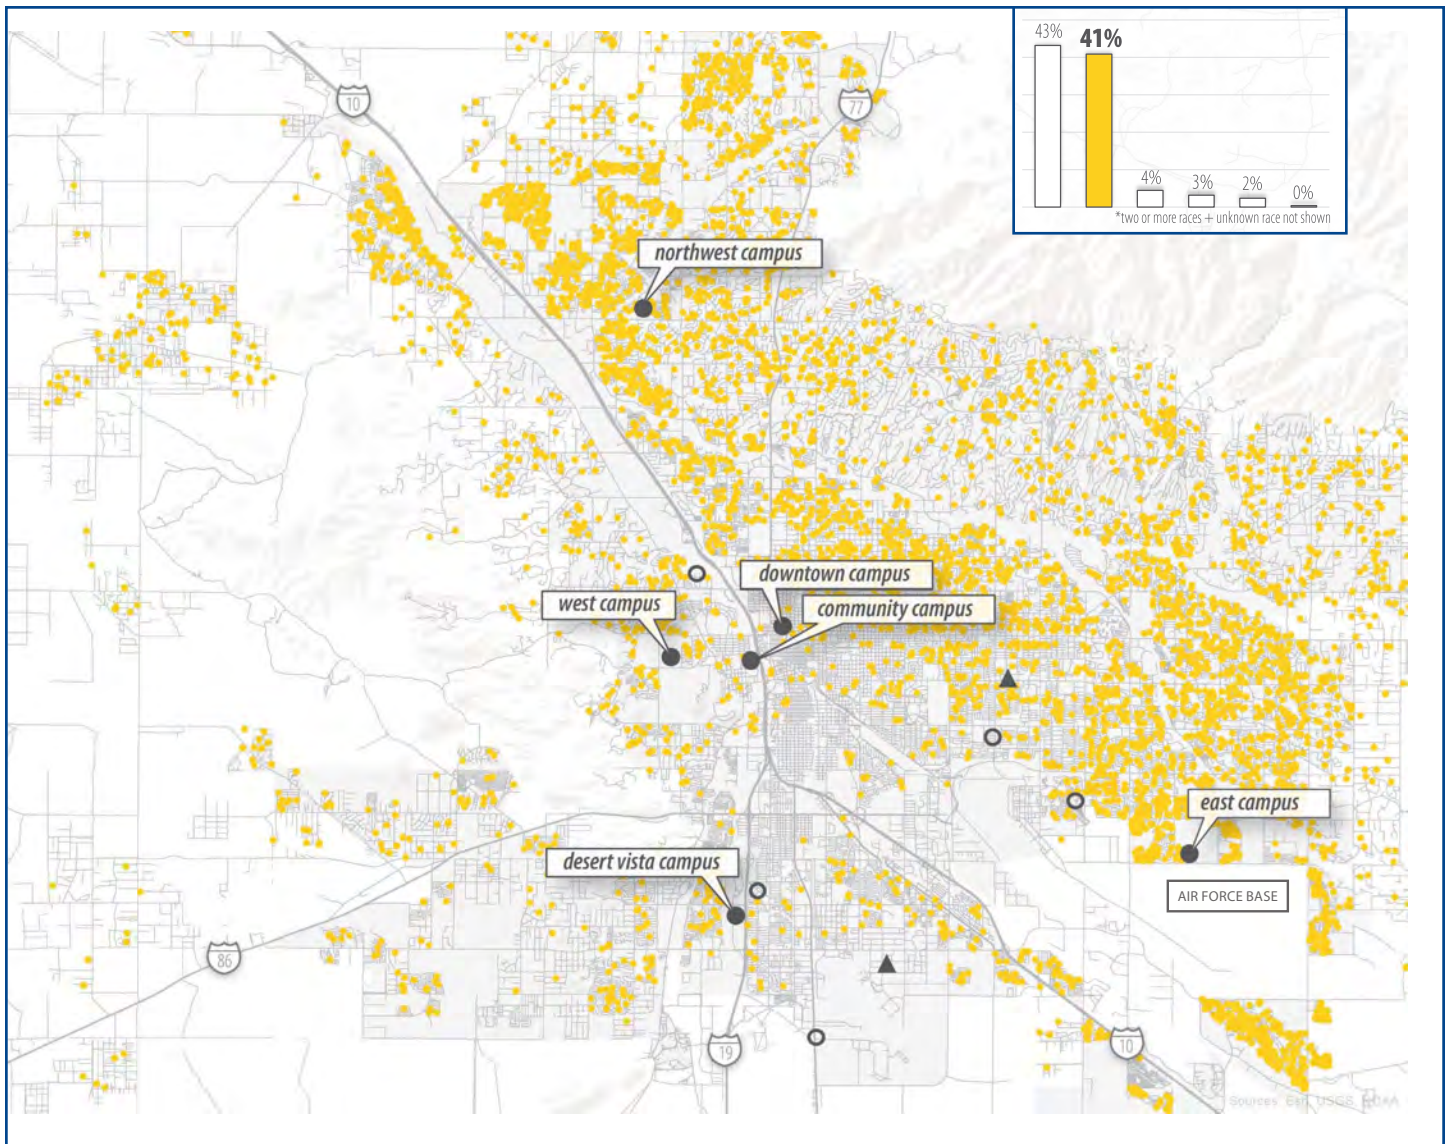 43%
41%
4%
3%
2%
0%
*two or more races + unknown race not shown
10
77
northwest campus
downtown campus
west campus
community campus
east campus
desert vista campus
AIR FORCE BASE
86
19
10
Sources Esri USGS NOAA